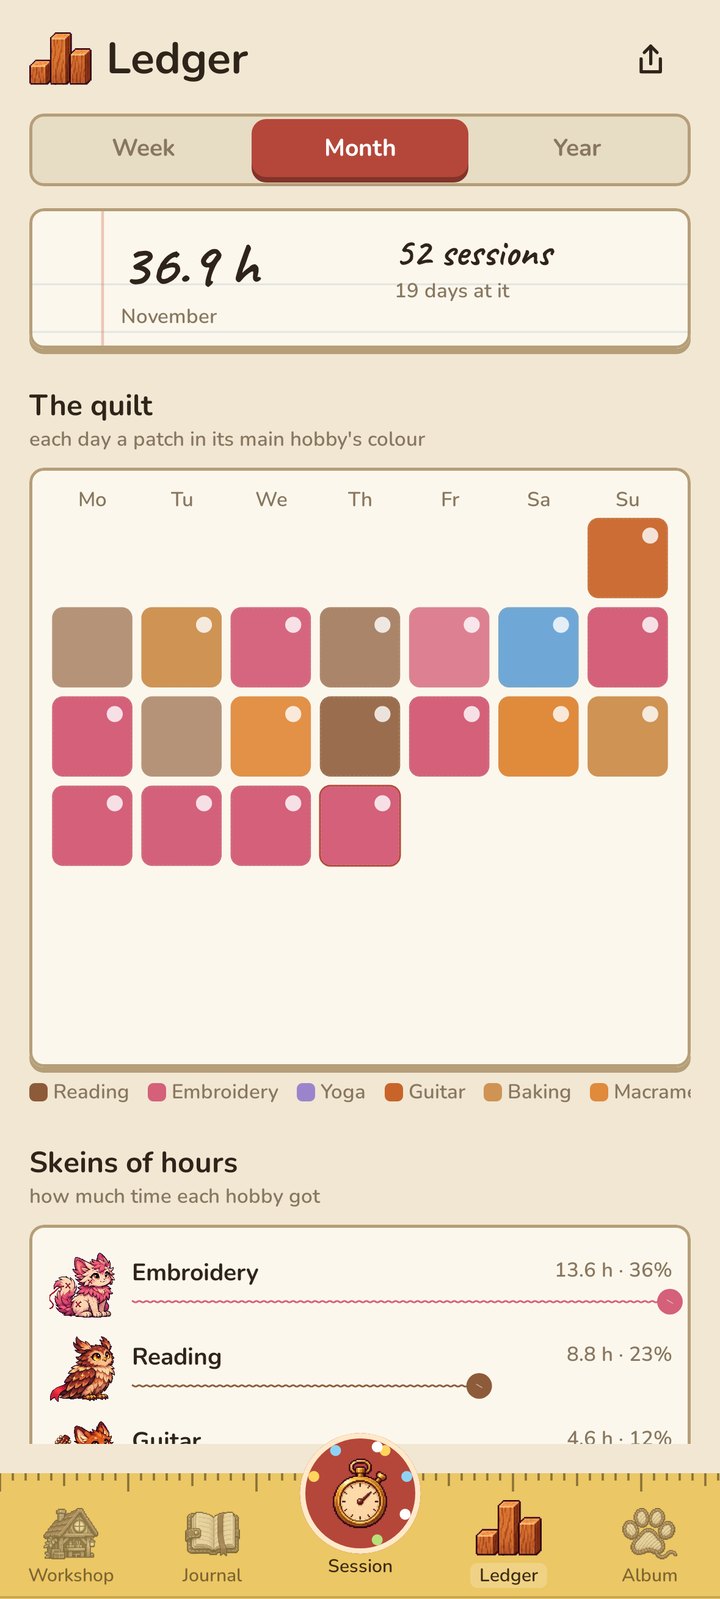 Ledger
Week Month Year
36.9 h 52 sessions
19 days at it
November
The quilt
each day a patch in its main hobby's colour
Mo Tu We Th Fr Sa Su
Reading Embroidery Yoga Guitar Baking Macrame
Skeins of hours
how much time each hobby got
Embroidery 13.6 h · 36%
Reading 8.8 h · 23%
Guitar 4.6 h · 12%
Workshop Journal Session Ledger Album